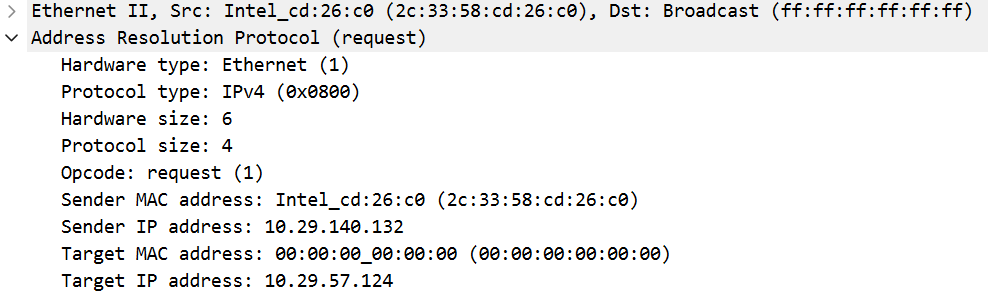 Ethernet II, Src: Intel_cd:26:c0 (2c:33:58:cd:26:c0), Dst: Broadcast (ff:ff:ff:ff:ff:ff)
Address Resolution Protocol (request)
Hardware type: Ethernet (1)
Protocol type: IPv4 (0x0800)
Hardware size: 6
Protocol size: 4
Opcode: request (1)
Sender MAC address: Intel_cd:26:c0 (2c:33:58:cd:26:c0)
Sender IP address: 10.29.140.132
Target MAC address: 00:00:00_00:00:00 (00:00:00:00:00:00)
Target IP address: 10.29.57.124